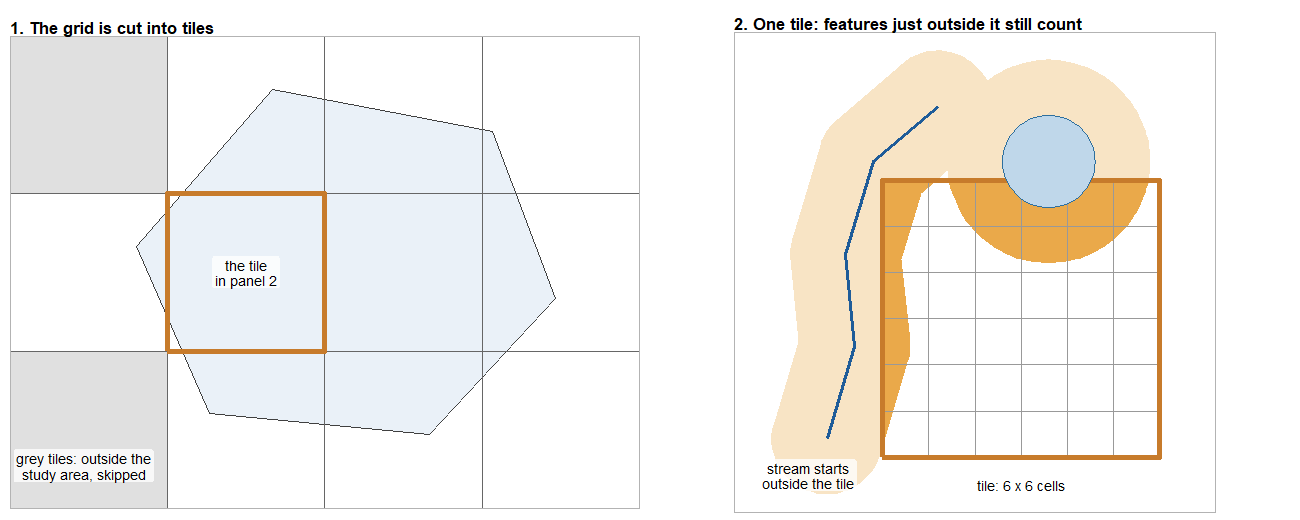 1. The grid is cut into tiles
the tile
in panel 2
grey tiles: outside the
study area, skipped
2. One tile: features just outside it still count
stream starts
outside the tile
tile: 6 x 6 cells